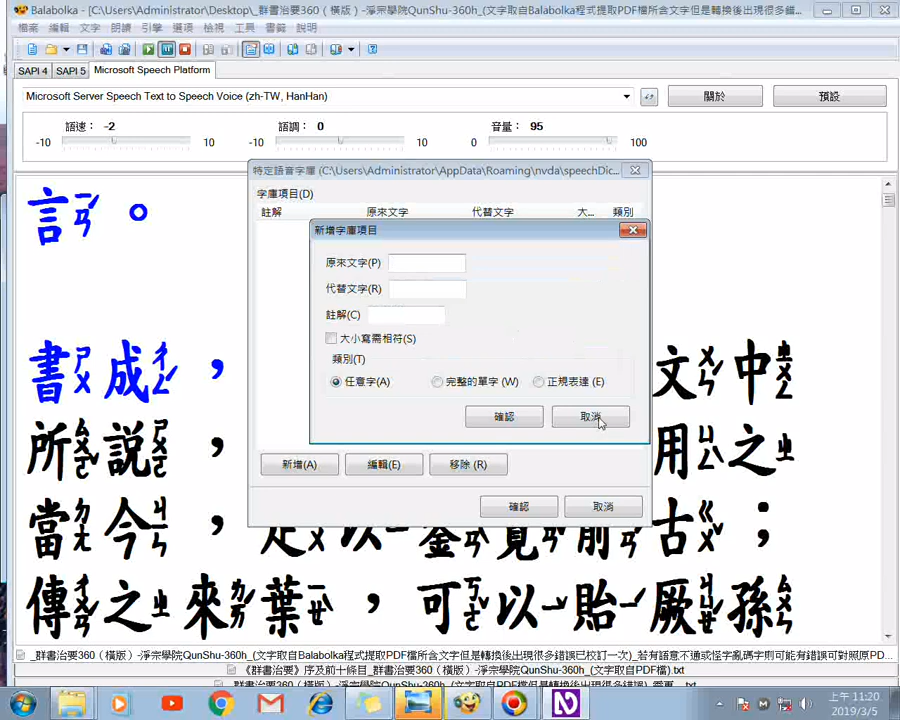 Balabolka - [C:\Users\Administrator\Desktop\_群書治要360（橫版）-淨宗學院QunShu-360h_(文字取自Balabolka程式提取PDF檔所含文字但是轉換後出現很多錯...
檔案 編輯 文字 朗讀 引擎 選項 檢視 工具 書籤 說明
SAPI 4 SAPI 5 Microsoft Speech Platform
Microsoft Server Speech Text to Speech Voice (zh-TW, HanHan) 關於 預設
語速： -2 語調： 0 音量： 95
-10 10 -10 10 0 100
特定語音字庫 (C:\Users\Administrator\AppData\Roaming\nvda\speechDic...
字庫項目(D)
註解 原來文字 代替文字 大... 類別
新增字庫項目
原來文字(P)
代替文字(R)
註解(C)
大小寫需相符(S)
類別(T)
任意字(A) 完整的單字 (W) 正規表達 (E)
確認 取消
新增(A) 編輯(E) 移除 (R)
確認 取消
言。
書成， 文中
所說， 用之
當今， 古；
傳之來葉，可以貽厥孫
_群書治要360（橫版）-淨宗學院QunShu-360h_(文字取自Balabolka程式提取PDF檔所含文字但是轉換後出現很多錯誤已校訂一次)_若有語意不通或怪字亂碼字則可能有錯誤可對照原PD...
《群書治要》序及前十條目_群書治要360（橫版）-淨宗學院QunShu-360h_(文字取自PDF檔).txt
上午 11:20
2019/3/5